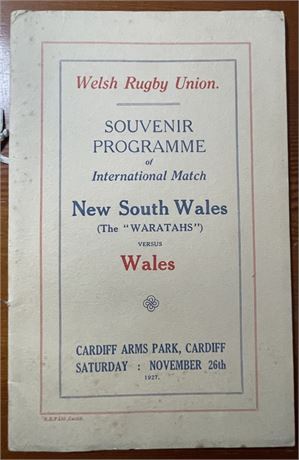 Welsh Rugby Union.
SOUVENIR
PROGRAMME
of
International Match
New South Wales
(The "WARATAHS")
VERSUS
Wales
CARDIFF ARMS PARK, CARDIFF
SATURDAY : NOVEMBER 26th
1927.